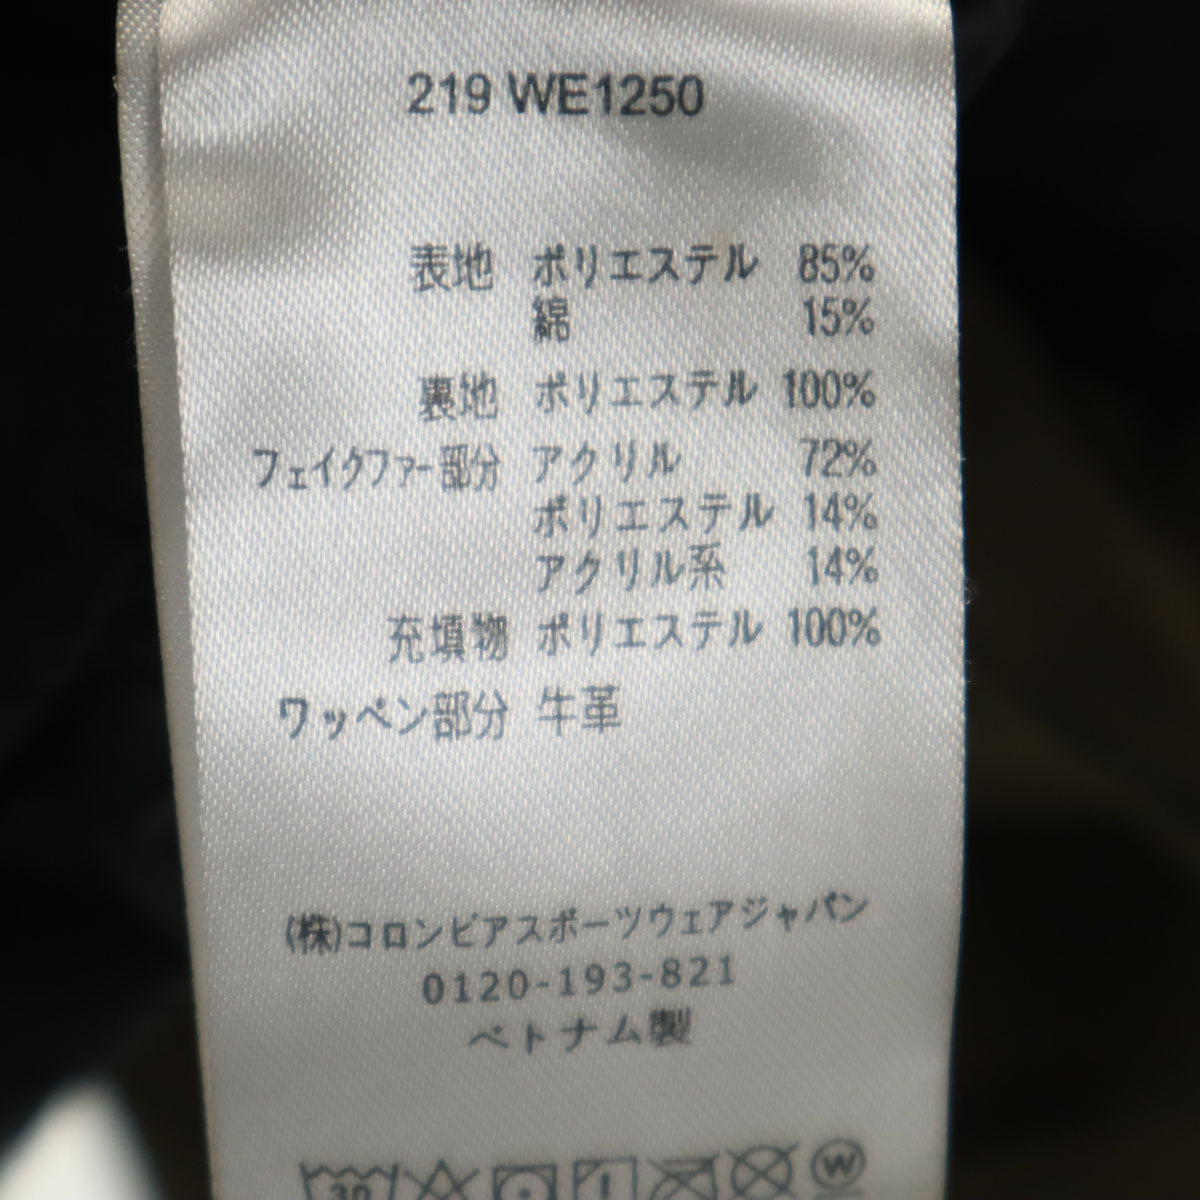 219 WE1250
表地 ポリエステル 85%
綿 15%
裏地 ポリエステル 100%
フェイクファー部分 アクリル 72%
ポリエステル 14%
アクリル系 14%
充填物 ポリエステル 100%
ワッペン部分 牛革
(株)コロンビアスポーツウェアジャパン
0120-193-821
ベトナム製
30 W